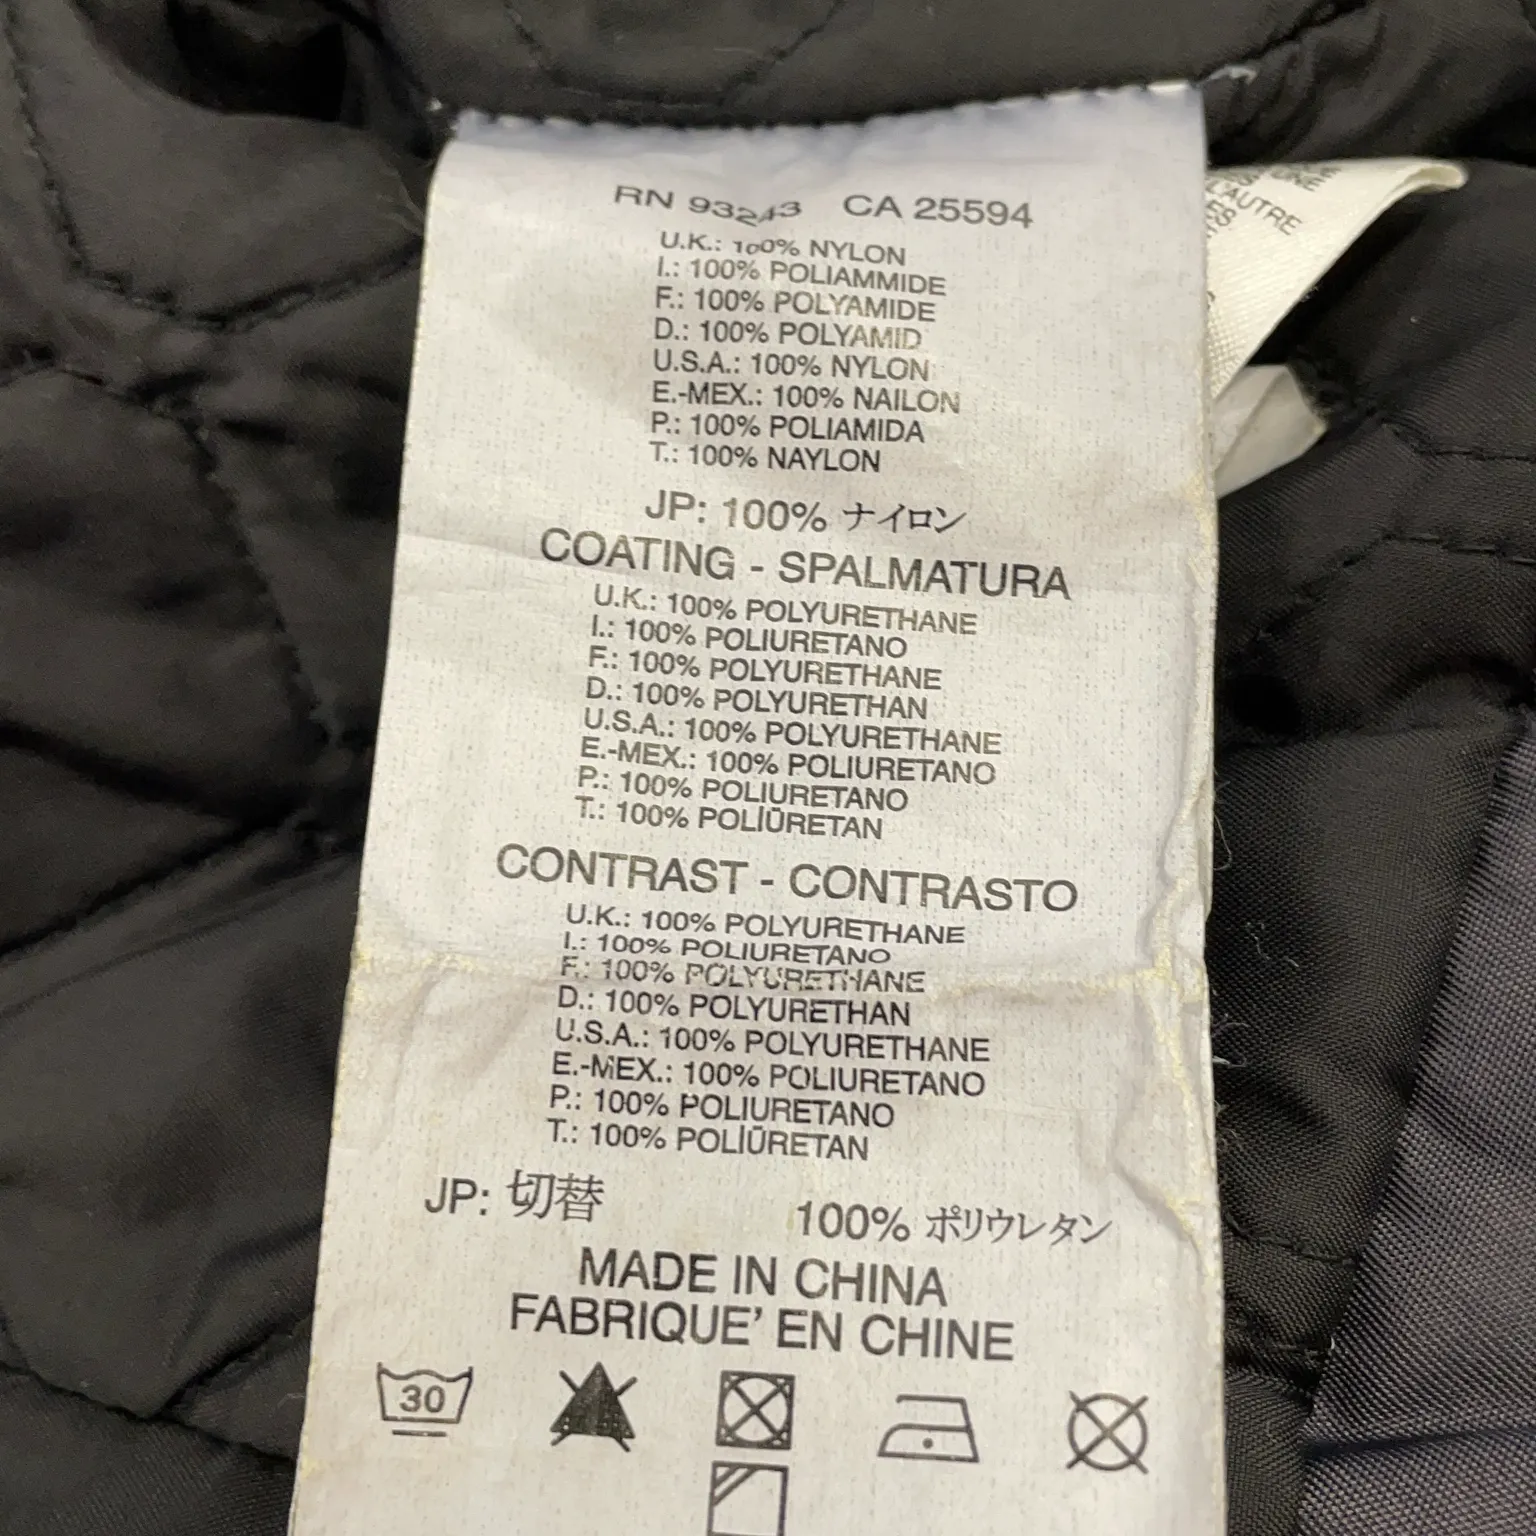 RN 93243 CA 25594
U.K.: 100% NYLON
I.: 100% POLIAMMIDE
F.: 100% POLYAMIDE
D.: 100% POLYAMID
U.S.A.: 100% NYLON
E.-MEX.: 100% NAILON
P.: 100% POLIAMIDA
T.: 100% NAYLON
JP: 100% ナイロン
COATING - SPALMATURA
U.K.: 100% POLYURETHANE
I.: 100% POLIURETANO
F.: 100% POLYURETHANE
D.: 100% POLYURETHAN
U.S.A.: 100% POLYURETHANE
E.-MEX.: 100% POLIURETANO
P.: 100% POLIURETANO
T.: 100% POLİÜRETAN
CONTRAST - CONTRASTO
U.K.: 100% POLYURETHANE
I.: 100% POLIURETANO
F.: 100% POLYURETHANE
D.: 100% POLYURETHAN
U.S.A.: 100% POLYURETHANE
E.-MEX.: 100% POLIURETANO
P.: 100% POLIURETANO
T.: 100% POLİÜRETAN
JP: 切替 100% ポリウレタン
MADE IN CHINA
FABRIQUE' EN CHINE
30
L'AUTRE